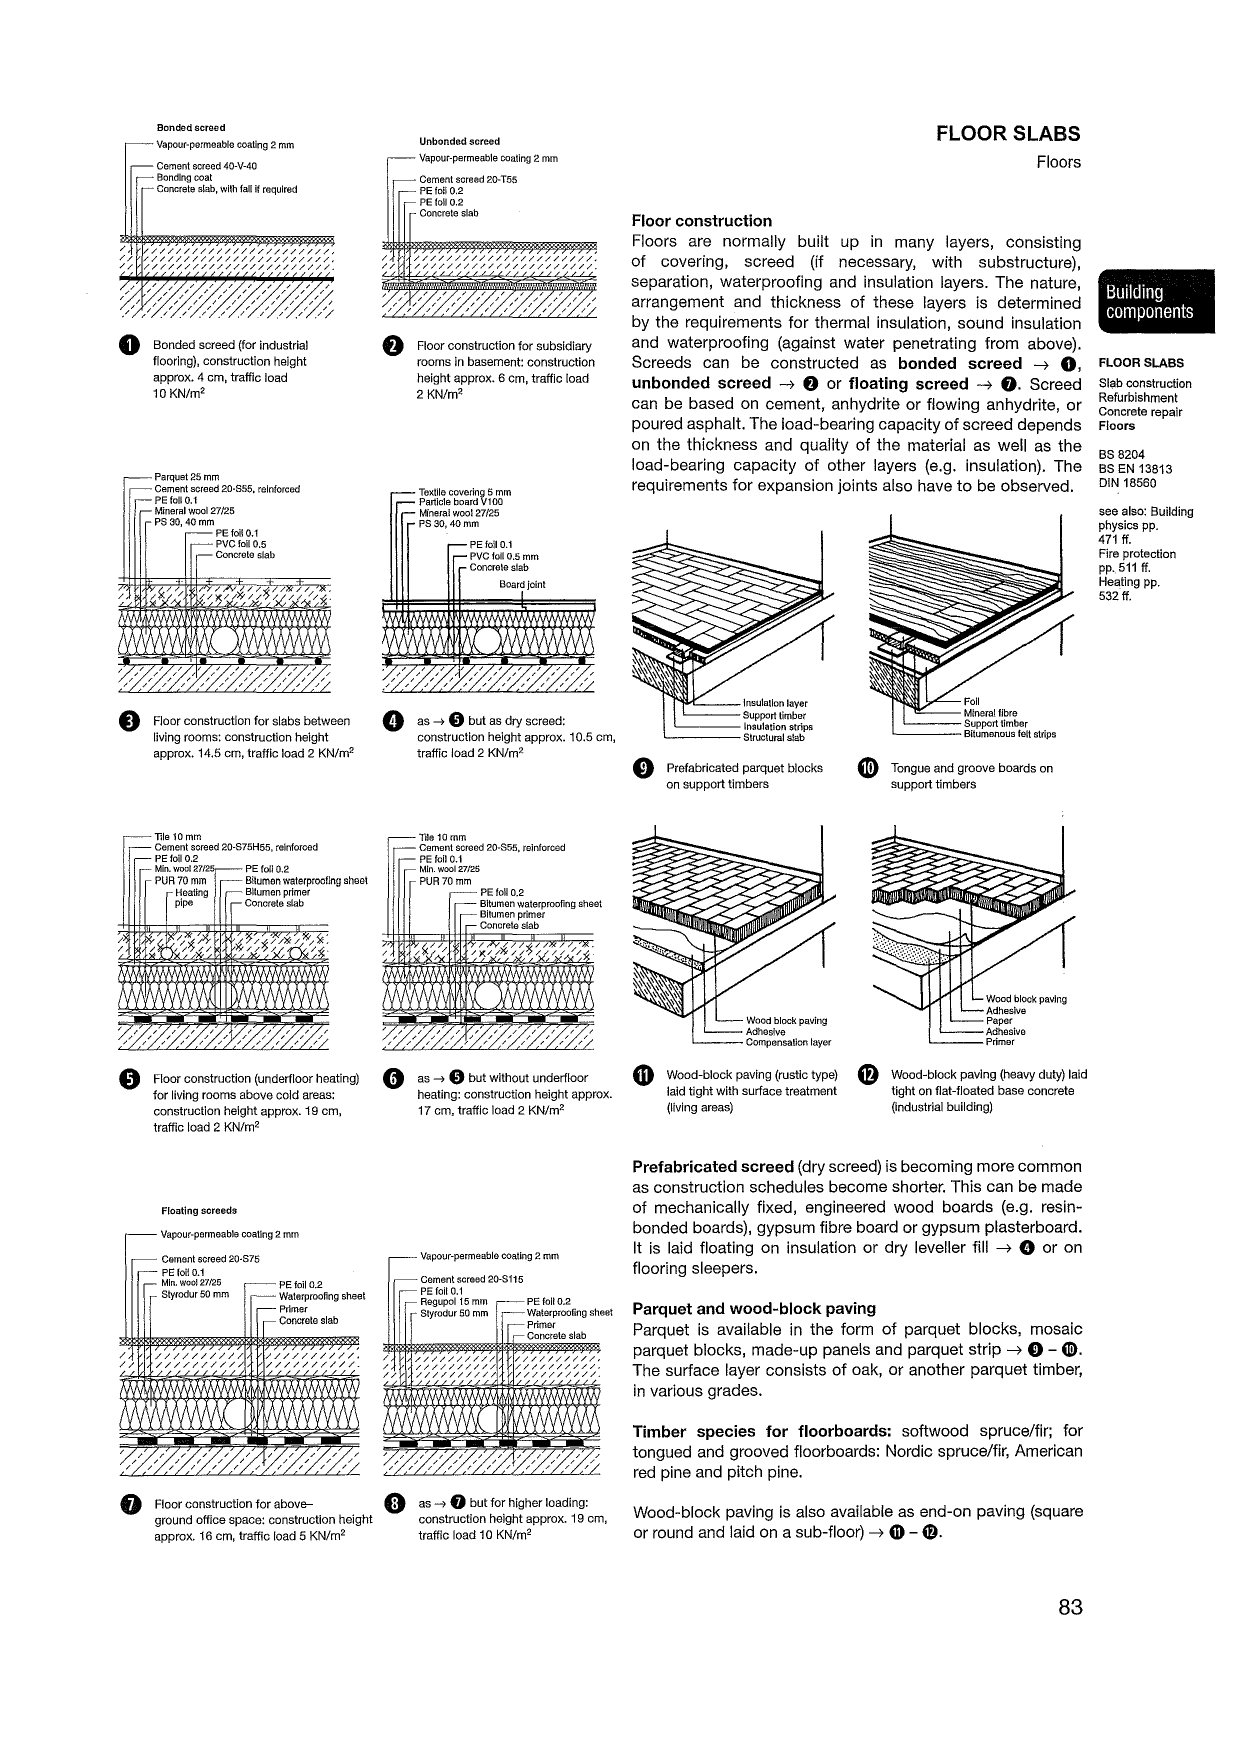 FLOOR SLABS
Floors
Bonded screed
Vapour-permeable coating 2 mm
Cement screed 40-V-40
Bonding coat
Concrete slab, with fall if required
1 Bonded screed (for industrial
flooring), construction height
approx. 4 cm, traffic load
10 KN/m²
Unbonded screed
Vapour-permeable coating 2 mm
Cement screed 20-T55
PE foil 0.2
PE foil 0.2
Concrete slab
2 Floor construction for subsidiary
rooms in basement: construction
height approx. 6 cm, traffic load
2 KN/m²
Parquet 25 mm
Cement screed 20-S55, reinforced
PE foil 0.1
Mineral wool 27/25
PS 30, 40 mm
PE foil 0.1
PVC foil 0.5
Concrete slab
3 Floor construction for slabs between
living rooms: construction height
approx. 14.5 cm, traffic load 2 KN/m²
Textile covering 5 mm
Particle board V100
Mineral wool 27/25
PS 30, 40 mm
PE foil 0.1
PVC foil 0.5 mm
Concrete slab
Board joint
4 as → 5 but as dry screed:
construction height approx. 10.5 cm,
traffic load 2 KN/m²
Tile 10 mm
Cement screed 20-S75H55, reinforced
PE foil 0.2
Min. wool 27/25
PUR 70 mm
Heating
pipe
PE foil 0.2
Bitumen waterproofing sheet
Bitumen primer
Concrete slab
5 Floor construction (underfloor heating)
for living rooms above cold areas:
construction height approx. 19 cm,
traffic load 2 KN/m²
Tile 10 mm
Cement screed 20-S55, reinforced
PE foil 0.1
Min. wool 27/25
PUR 70 mm
PE foil 0.2
Bitumen waterproofing sheet
Bitumen primer
Concrete slab
6 as → 5 but without underfloor
heating: construction height approx.
17 cm, traffic load 2 KN/m²
Floating screeds
Vapour-permeable coating 2 mm
Cement screed 20-S75
PE foil 0.1
Min. wool 27/25
Styrodur 50 mm
PE foil 0.2
Waterproofing sheet
Primer
Concrete slab
7 Floor construction for above–
ground office space: construction height
approx. 16 cm, traffic load 5 KN/m²
Vapour-permeable coating 2 mm
Cement screed 20-S115
PE foil 0.1
Regupol 15 mm
Styrodur 50 mm
PE foil 0.2
Waterproofing sheet
Primer
Concrete slab
8 as → 7 but for higher loading:
construction height approx. 19 cm,
traffic load 10 KN/m²
Floor construction
Floors are normally built up in many layers, consisting
of covering, screed (if necessary, with substructure),
separation, waterproofing and insulation layers. The nature,
arrangement and thickness of these layers is determined
by the requirements for thermal insulation, sound insulation
and waterproofing (against water penetrating from above).
Screeds can be constructed as bonded screed → 1,
unbonded screed → 2 or floating screed → 7. Screed
can be based on cement, anhydrite or flowing anhydrite, or
poured asphalt. The load-bearing capacity of screed depends
on the thickness and quality of the material as well as the
load-bearing capacity of other layers (e.g. insulation). The
requirements for expansion joints also have to be observed.
Insulation layer
Support timber
Insulation strips
Structural slab
9 Prefabricated parquet blocks
on support timbers
Foil
Mineral fibre
Support timber
Bitumenous felt strips
10 Tongue and groove boards on
support timbers
Wood block paving
Adhesive
Compensation layer
11 Wood-block paving (rustic type)
laid tight with surface treatment
(living areas)
Wood block paving
Adhesive
Paper
Adhesive
Primer
12 Wood-block paving (heavy duty) laid
tight on flat-floated base concrete
(industrial building)
Prefabricated screed (dry screed) is becoming more common
as construction schedules become shorter. This can be made
of mechanically fixed, engineered wood boards (e.g. resin-
bonded boards), gypsum fibre board or gypsum plasterboard.
It is laid floating on insulation or dry leveller fill → 4 or on
flooring sleepers.
Parquet and wood-block paving
Parquet is available in the form of parquet blocks, mosaic
parquet blocks, made-up panels and parquet strip → 9 – 10.
The surface layer consists of oak, or another parquet timber,
in various grades.
Timber species for floorboards: softwood spruce/fir; for
tongued and grooved floorboards: Nordic spruce/fir, American
red pine and pitch pine.
Wood-block paving is also available as end-on paving (square
or round and laid on a sub-floor) → 11 – 12.
Building
components
FLOOR SLABS
Slab construction
Refurbishment
Concrete repair
Floors
BS 8204
BS EN 13813
DIN 18560
see also: Building
physics pp.
471 ff.
Fire protection
pp. 511 ff.
Heating pp.
532 ff.
83